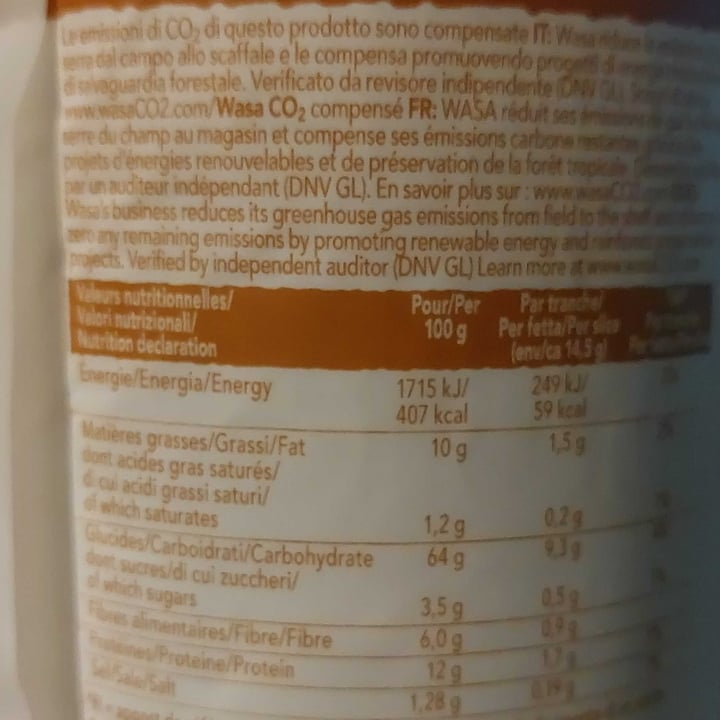 Le emissioni di CO₂ di questo prodotto sono compensate IT: Wasa
serra dal campo allo scaffale e le compensa promuovendo progetti di
di salvaguardia forestale. Verificato da revisore indipendente (DNV GL).
www.wasaCO2.com/Wasa CO₂ compensé FR: WASA réduit ses émissions
serre du champ au magasin et compense ses émissions carbone restantes
projets d'énergies renouvelables et de préservation de la forêt tropicale.
par un auditeur indépendant (DNV GL). En savoir plus sur : www.wasaCO2
Wasa's business reduces its greenhouse gas emissions from field to the shelf
zero any remaining emissions by promoting renewable energy and rainforest
projects. Verified by independent auditor (DNV GL) Learn more at
Valeurs nutritionnelles/
Valori nutrizionali/
Nutrition declaration
Pour/Per
100 g
Par tranche/
Per fetta/Per slice
(env/ca 14,5 g)
Énergie/Energia/Energy 1715 kJ/ 249 kJ/
407 kcal 59 kcal
Matières grasses/Grassi/Fat 10 g 1,5 g
dont acides gras saturés/
di cui acidi grassi saturi/
of which saturates 1,2 g 0,2 g
Glucides/Carboidrati/Carbohydrate 64 g 9,3 g
dont sucres/di cui zuccheri/
of which sugars 3,5 g 0,5 g
Fibres alimentaires/Fibre/Fibre 6,0 g 0,9 g
Protéines/Proteine/Protein 12 g 1,7 g
Sel/Sale/Salt 1,28 g 0,19 g